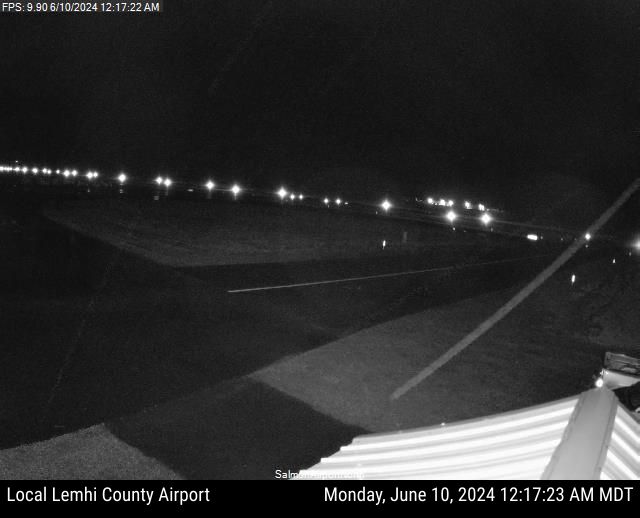 FPS: 9.90 6/10/2024 12:17:22 AM
Local Lemhi County Airport
Monday, June 10, 2024 12:17:23 AM MDT